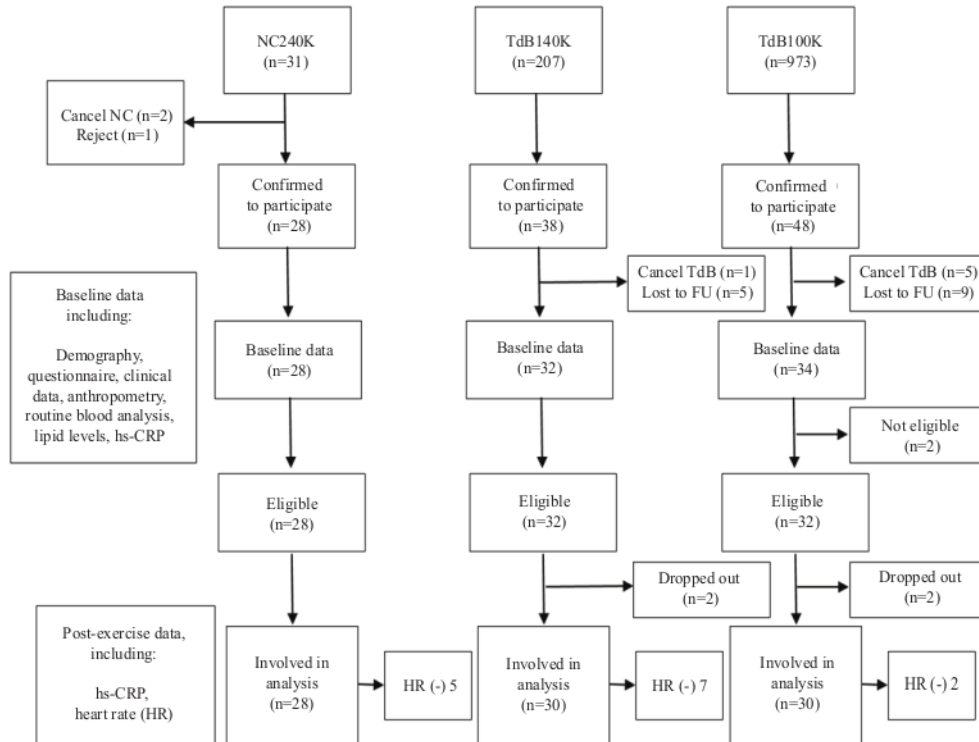 NC240K
(n=31)
TdB140K
(n=207)
TdB100K
(n=973)
Cancel NC (n=2)
Reject (n=1)
Confirmed
to participate
(n=28)
Confirmed
to participate
(n=38)
Confirmed
to participate
(n=48)
Cancel TdB (n=1)
Lost to FU (n=5)
Cancel TdB (n=5)
Lost to FU (n=9)
Baseline data
including:
Demography,
questionnaire, clinical
data, anthropometry,
routine blood analysis,
lipid levels, hs-CRP
Baseline data
(n=28)
Baseline data
(n=32)
Baseline data
(n=34)
Not eligible
(n=2)
Eligible
(n=28)
Eligible
(n=32)
Eligible
(n=32)
Dropped out
(n=2)
Dropped out
(n=2)
Post-exercise data,
including:
hs-CRP,
heart rate (HR)
Involved in
analysis
(n=28)
HR (-) 5
Involved in
analysis
(n=30)
HR (-) 7
Involved in
analysis
(n=30)
HR (-) 2